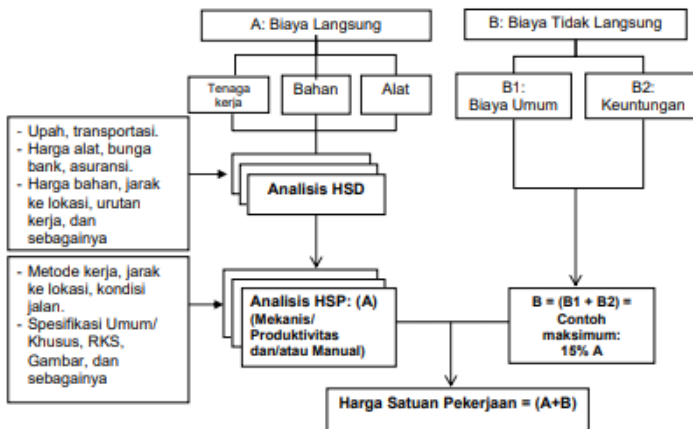 A: Biaya Langsung
B: Biaya Tidak Langsung
Tenaga
kerja
Bahan
Alat
B1:
Biaya Umum
B2:
Keuntungan
- Upah, transportasi.
- Harga alat, bunga
bank, asuransi.
- Harga bahan, jarak
ke lokasi, urutan
kerja, dan
sebagainya
Analisis HSD
- Metode kerja, jarak
ke lokasi, kondisi
jalan.
- Spesifikasi Umum/
Khusus, RKS,
Gambar, dan
sebagainya
Analisis HSP: (A)
(Mekanis/
Produktivitas
dan/atau Manual)
B = (B1 + B2) =
Contoh
maksimum:
15% A
Harga Satuan Pekerjaan = (A+B)